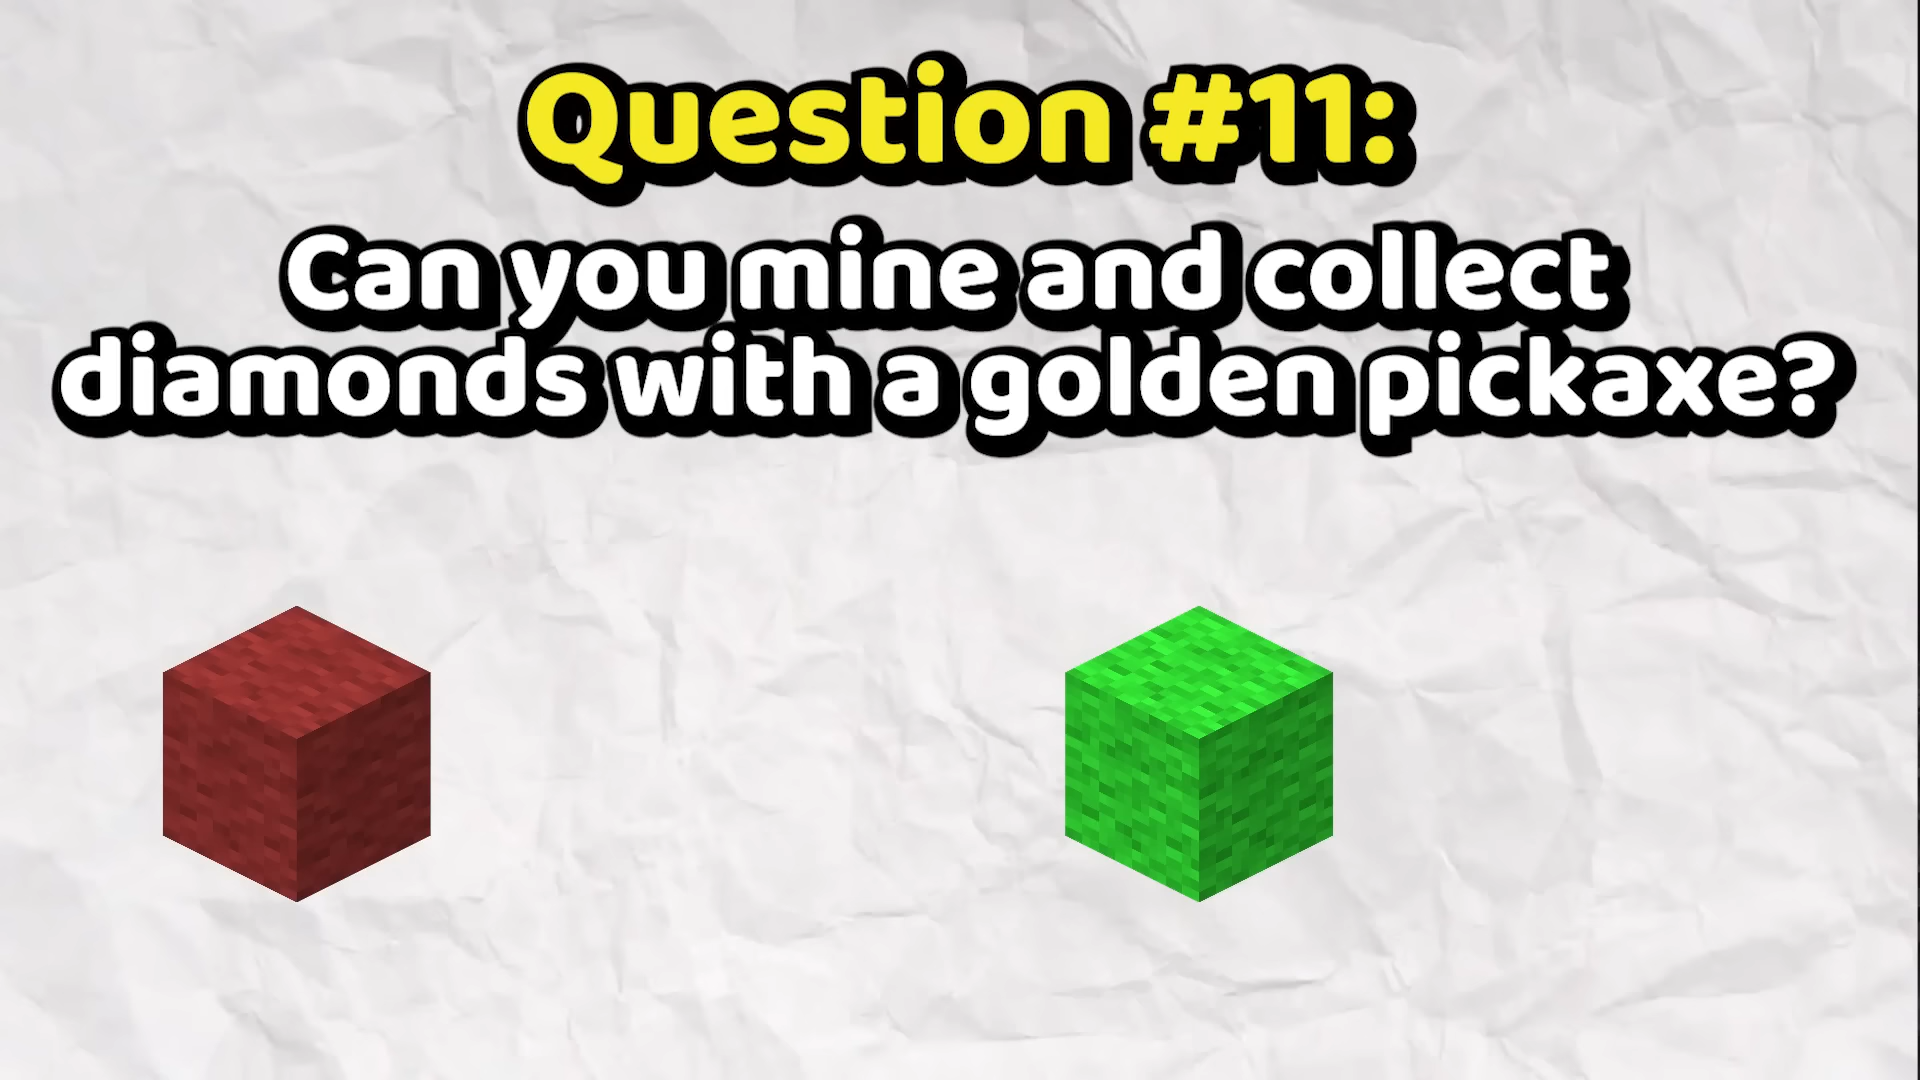 Question #11:
Can you mine and collect
diamonds with a golden pickaxe?